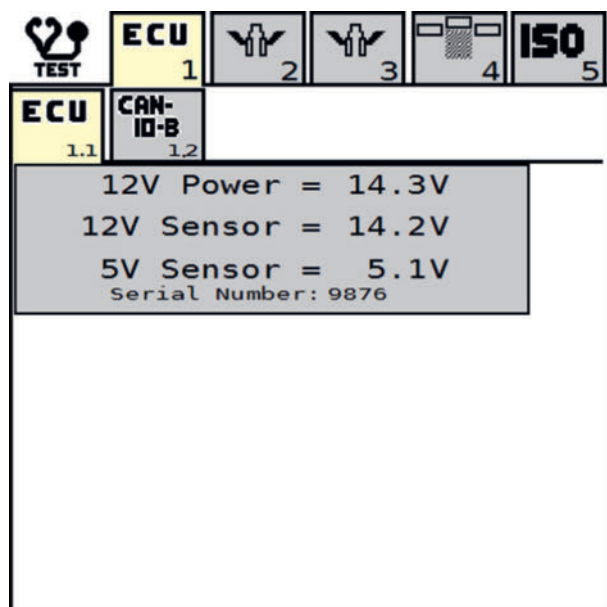 TEST
ECU
1
2
3
4
ISO
5
ECU
1.1
CAN-
IO-B
1,2
12V Power = 14.3V
12V Sensor = 14.2V
5V Sensor = 5.1V
Serial Number: 9876